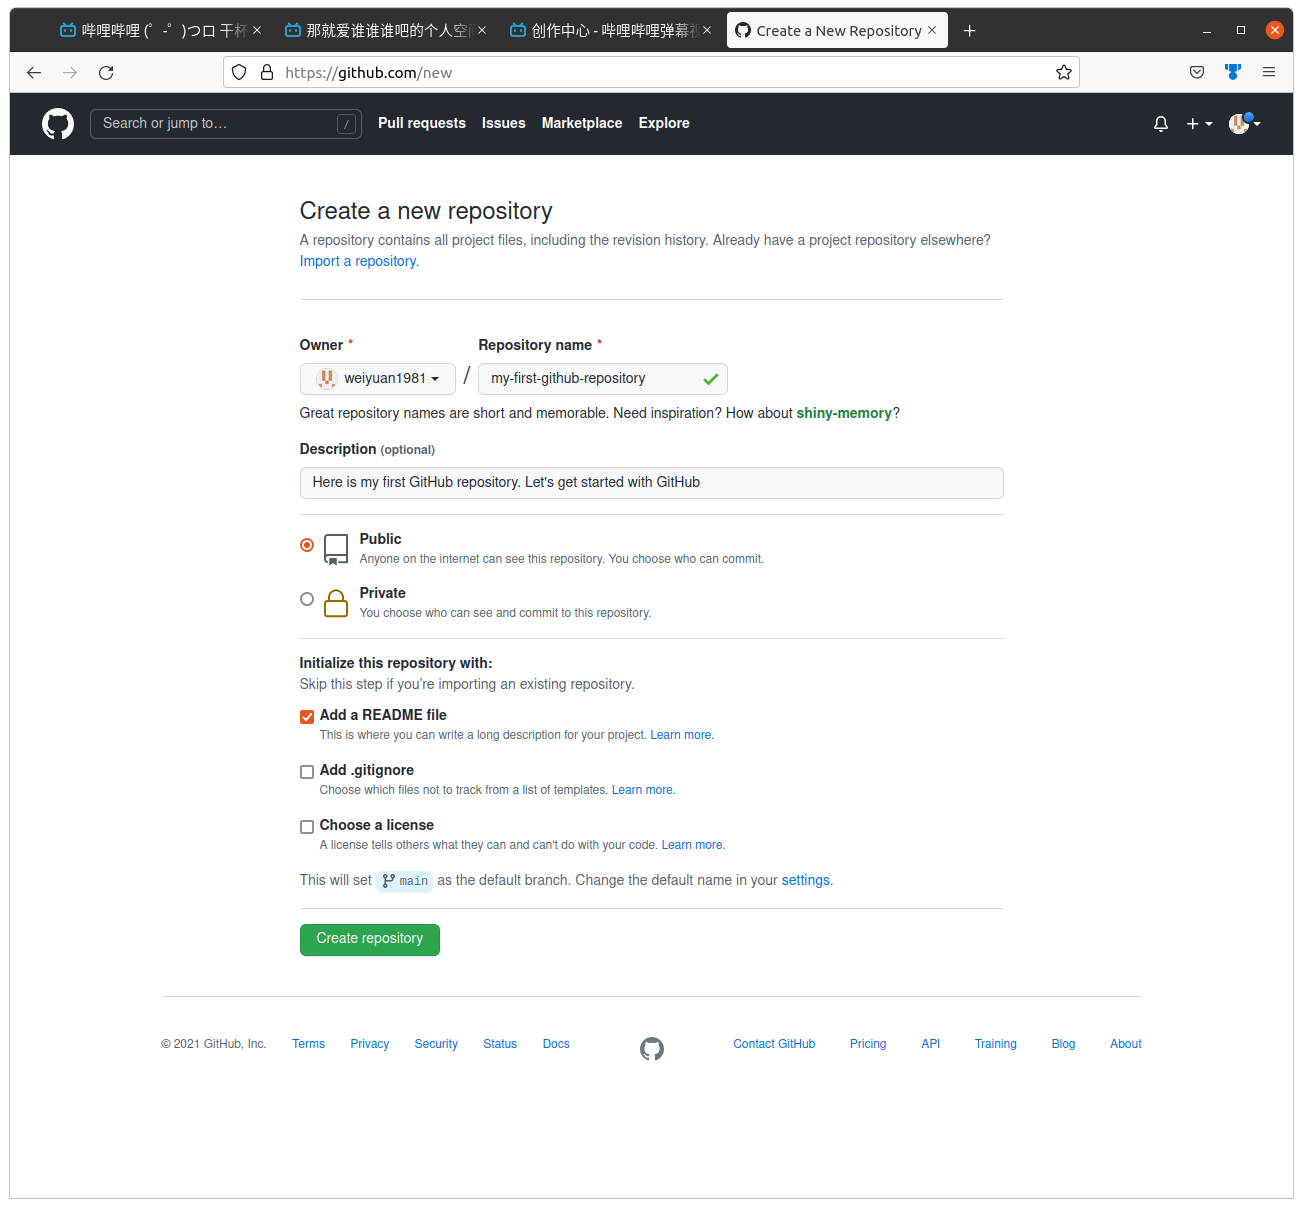 哔哩哔哩 (゜-゜)つロ 干杯
那就爱谁谁谁吧的个人空间
创作中心 - 哔哩哔哩弹幕视
Create a New Repository
https://github.com/new
Search or jump to…
/
Pull requests
Issues
Marketplace
Explore
Create a new repository
A repository contains all project files, including the revision history. Already have a project repository elsewhere?
Import a repository.
Owner *
Repository name *
weiyuan1981
/
my-first-github-repository
Great repository names are short and memorable. Need inspiration? How about shiny-memory?
Description (optional)
Here is my first GitHub repository. Let's get started with GitHub
Public
Anyone on the internet can see this repository. You choose who can commit.
Private
You choose who can see and commit to this repository.
Initialize this repository with:
Skip this step if you’re importing an existing repository.
Add a README file
This is where you can write a long description for your project. Learn more.
Add .gitignore
Choose which files not to track from a list of templates. Learn more.
Choose a license
A license tells others what they can and can't do with your code. Learn more.
This will set main as the default branch. Change the default name in your settings.
Create repository
© 2021 GitHub, Inc.
Terms
Privacy
Security
Status
Docs
Contact GitHub
Pricing
API
Training
Blog
About